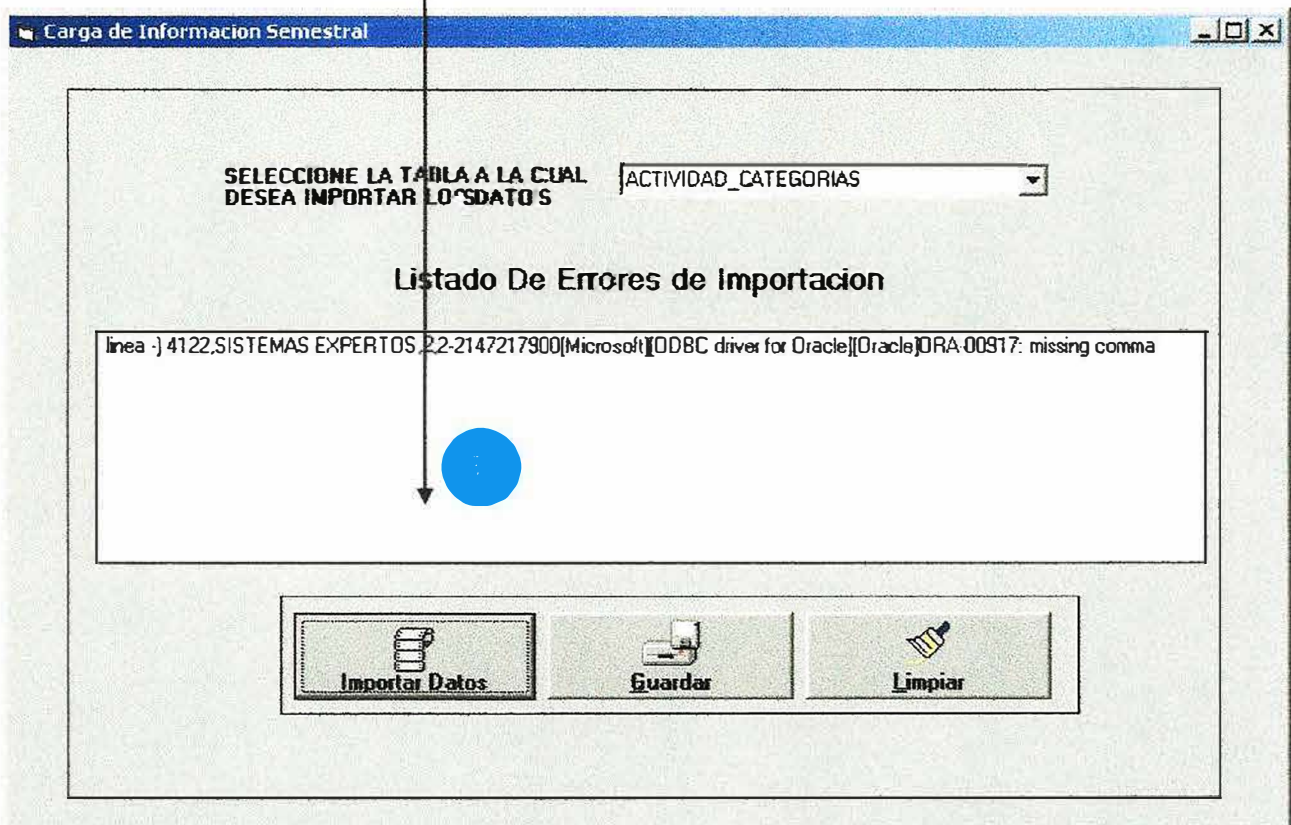 Carga de Informacion Semestral
SELECCIONE LA TABLA A LA CUAL
DESEA IMPORTAR LOS DATOS
ACTIVIDAD_CATEGORIAS
Listado De Errores de Importacion
linea -} 4122,SISTEMAS EXPERTOS,2,2-2147217900[Microsoft][ODBC driver for Oracle][Oracle]ORA-00917: missing comma
Importar Datos
Guardar
Limpiar